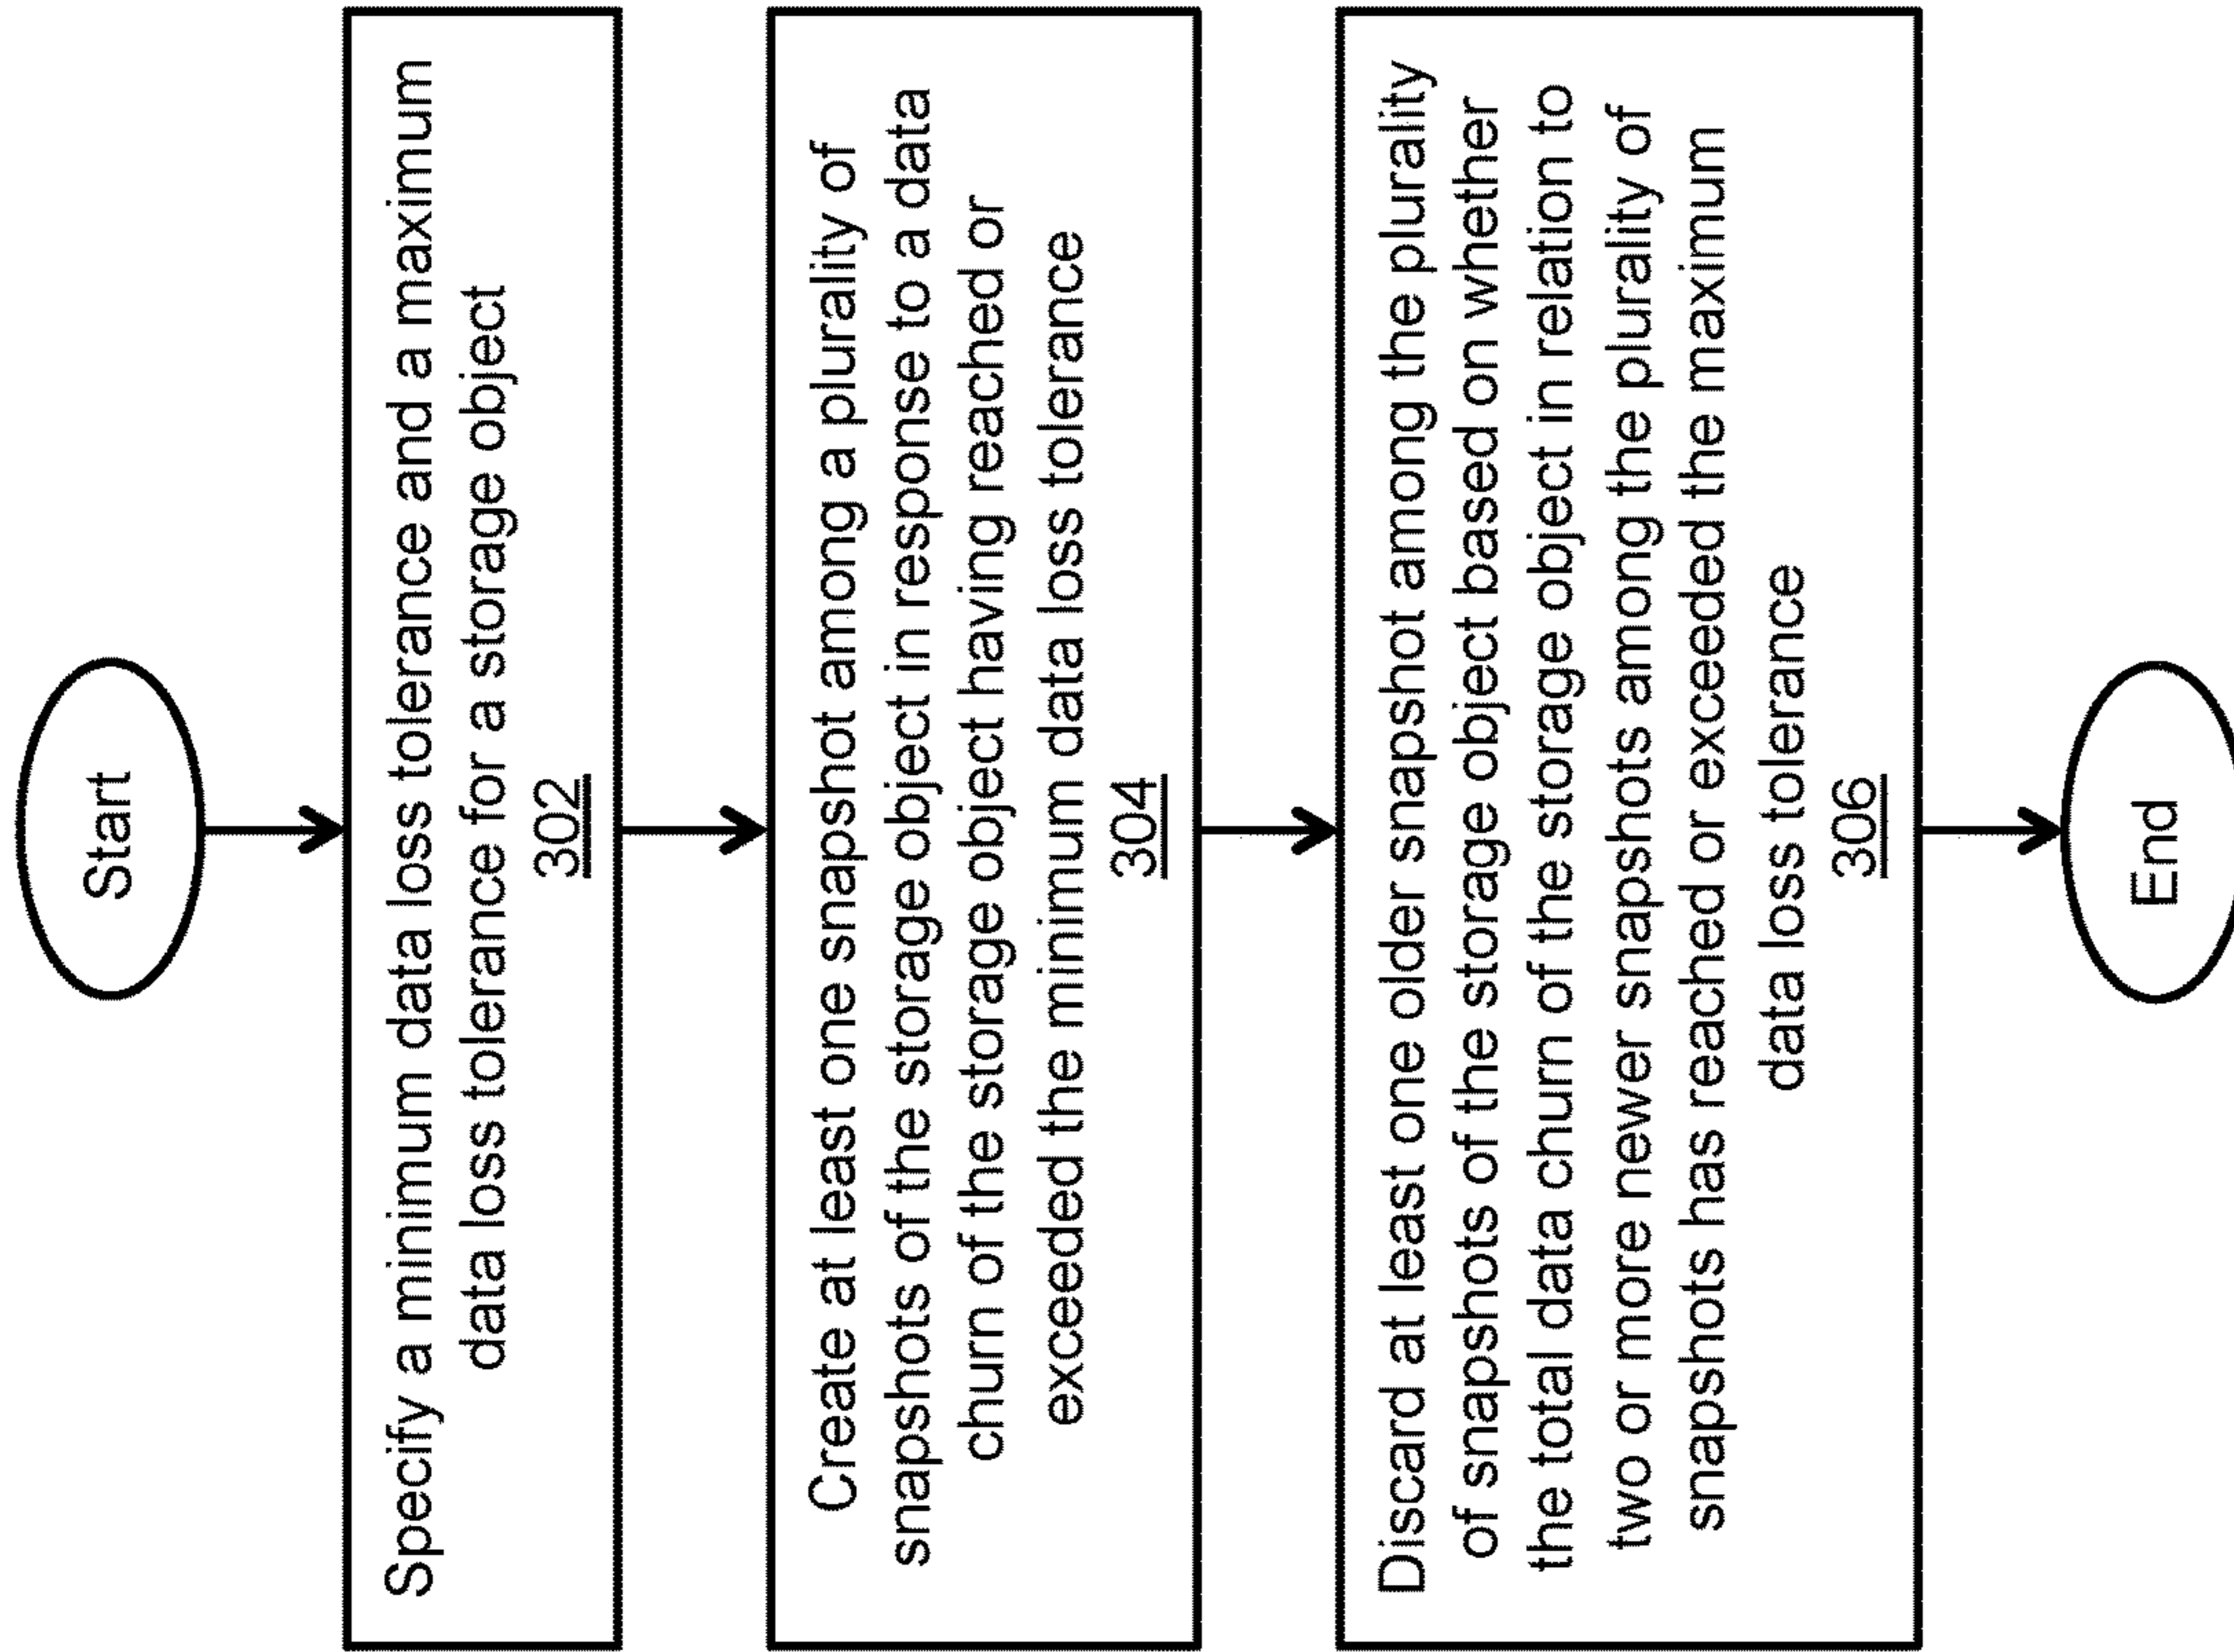 Start
Specify a minimum data loss tolerance and a maximum
data loss tolerance for a storage object
302
Create at least one snapshot among a plurality of
snapshots of the storage object in response to a data
churn of the storage object having reached or
exceeded the minimum data loss tolerance
304
Discard at least one older snapshot among the plurality
of snapshots of the storage object based on whether
the total data churn of the storage object in relation to
two or more newer snapshots among the plurality of
snapshots has reached or exceeded the maximum
data loss tolerance
306
End